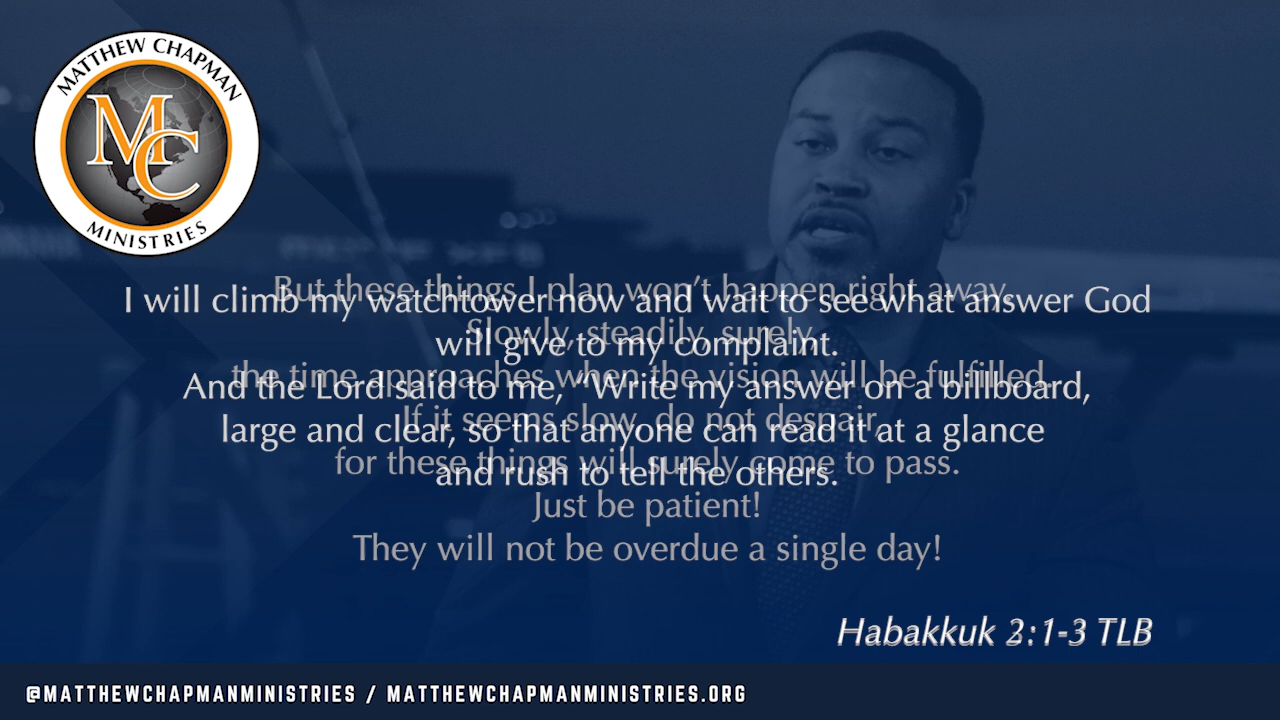 MATTHEW CHAPMAN
MC
MINISTRIES
I will climb my watchtower now and wait to see what answer God
will give to my complaint.
And the Lord said to me, “Write my answer on a billboard,
large and clear, so that anyone can read it at a glance
and rush to tell the others.
But these things I plan won’t happen right away.
Slowly, steadily, surely,
the time approaches when the vision will be fulfilled.
If it seems slow, do not despair,
for these things will surely come to pass.
Just be patient!
They will not be overdue a single day!
Habakkuk 2:1-3 TLB
@MATTHEWCHAPMANMINISTRIES / MATTHEWCHAPMANMINISTRIES.ORG